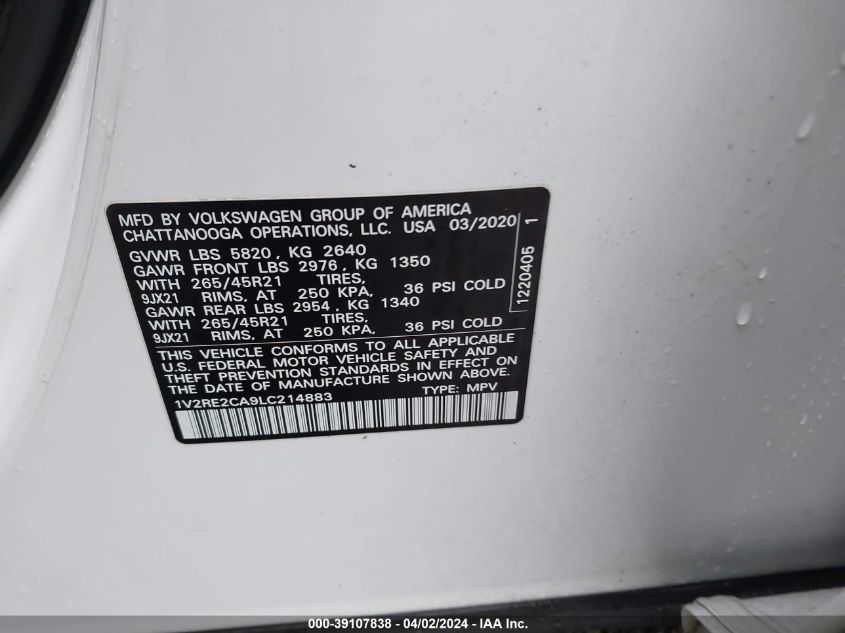 MFD BY VOLKSWAGEN GROUP OF AMERICA
CHATTANOOGA OPERATIONS, LLC. USA 03/2020 1
GVWR LBS 5820, KG 2640
GAWR FRONT LBS 2976, KG 1350
WITH 265/45R21 TIRES,
9JX21 RIMS, AT 250 KPA, 36 PSI COLD
GAWR REAR LBS 2954, KG 1340
WITH 265/45R21 TIRES,
9JX21 RIMS, AT 250 KPA, 36 PSI COLD
1220405
THIS VEHICLE CONFORMS TO ALL APPLICABLE
U.S. FEDERAL MOTOR VEHICLE SAFETY AND
THEFT PREVENTION STANDARDS IN EFFECT ON
THE DATE OF MANUFACTURE SHOWN ABOVE.
1V2RE2CA9LC214883 TYPE: MPV
000-39107838 - 04/02/2024 - IAA Inc.